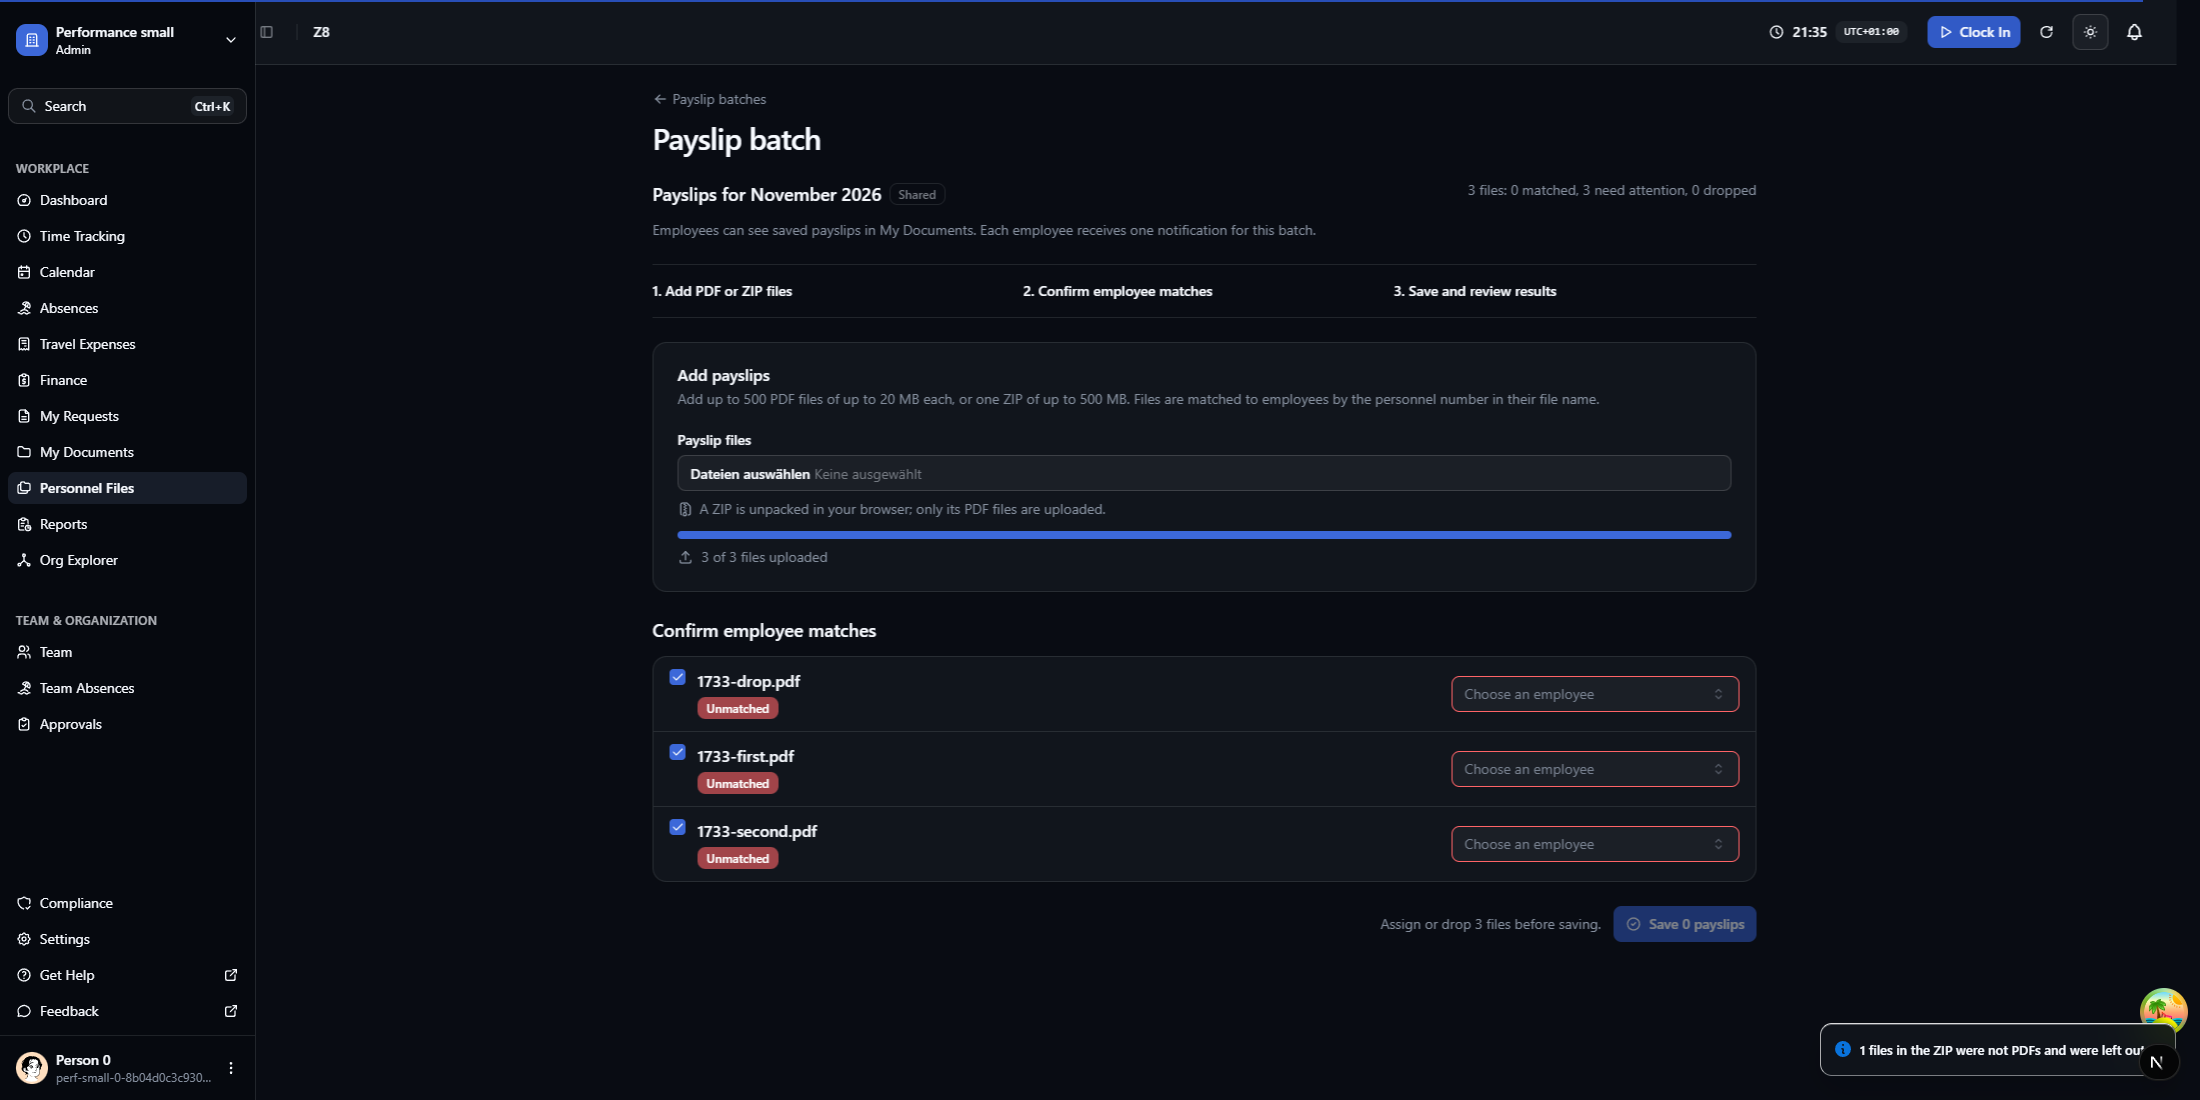 Performance small
Admin
Search
Ctrl+K
WORKPLACE
Dashboard
Time Tracking
Calendar
Absences
Travel Expenses
Finance
My Requests
My Documents
Personnel Files
Reports
Org Explorer
TEAM & ORGANIZATION
Team
Team Absences
Approvals
Compliance
Settings
Get Help
Feedback
Person 0
perf-small-0-8b04d0c3c930...
Z8
21:35
UTC+01:00
Clock In
Payslip batches
Payslip batch
Payslips for November 2026
Shared
3 files: 0 matched, 3 need attention, 0 dropped
Employees can see saved payslips in My Documents. Each employee receives one notification for this batch.
1. Add PDF or ZIP files
2. Confirm employee matches
3. Save and review results
Add payslips
Add up to 500 PDF files of up to 20 MB each, or one ZIP of up to 500 MB. Files are matched to employees by the personnel number in their file name.
Payslip files
Dateien auswählen Keine ausgewählt
A ZIP is unpacked in your browser; only its PDF files are uploaded.
3 of 3 files uploaded
Confirm employee matches
1733-drop.pdf
Unmatched
Choose an employee
1733-first.pdf
Unmatched
Choose an employee
1733-second.pdf
Unmatched
Choose an employee
Assign or drop 3 files before saving.
Save 0 payslips
1 files in the ZIP were not PDFs and were left out
N